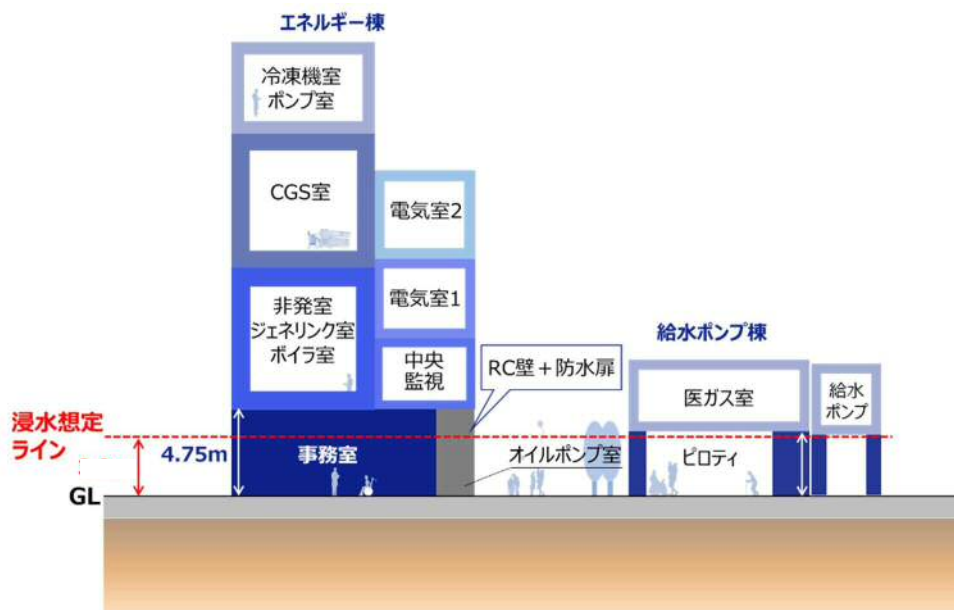 エネルギー棟
冷凍機室
ポンプ室
CGS室
電気室2
非発室
ジェネリンク室
ボイラ室
電気室1
中央
監視
給水ポンプ棟
RC壁＋防水扉
医ガス室
給水
ポンプ
浸水想定
ライン
4.75m
事務室
オイルポンプ室
ピロティ
GL